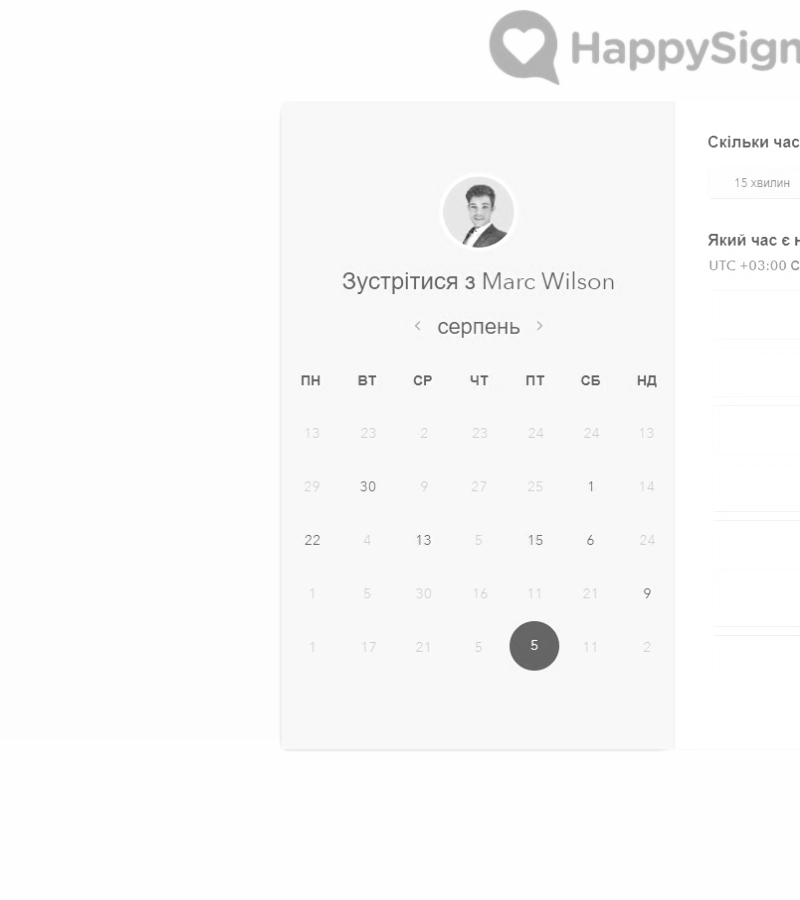 HappySign
Зустрітися з Marc Wilson
серпень
ПН ВТ СР ЧТ ПТ СБ НД
13 23 2 23 24 24 13
29 30 9 27 25 1 14
22 4 13 5 15 6 24
1 5 30 16 11 21 9
1 17 21 5 5 11 2
Скільки час
15 хвилин
Який час є
UTC +03:00